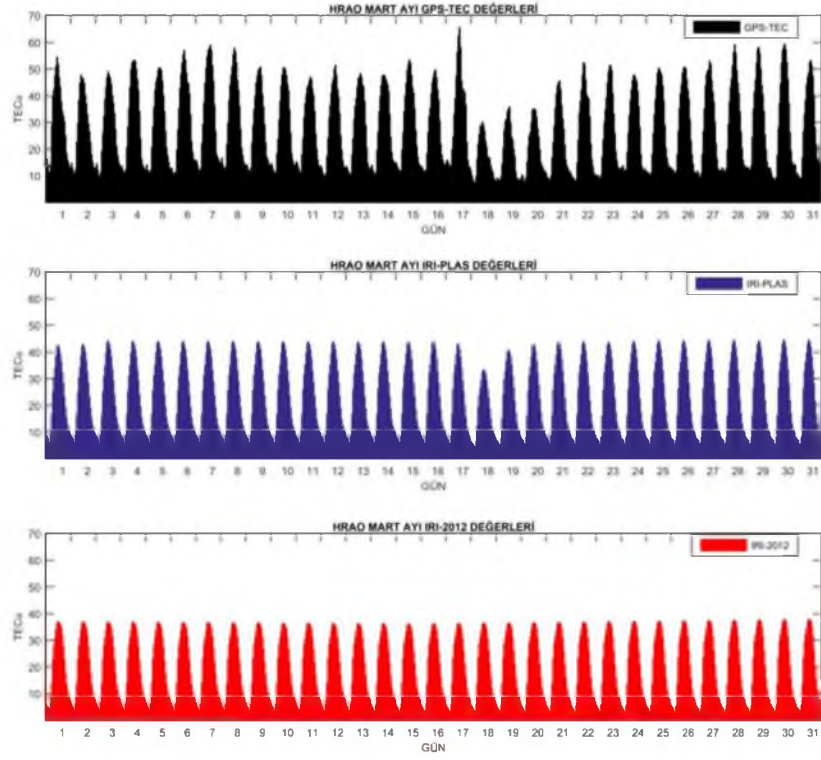 HRAO MART AYI GPS-TEC DEĞERLERİ
GPS-TEC
70
60
50
40
30
20
10
TECu
1 2 3 4 5 6 7 8 9 10 11 12 13 14 15 16 17 18 19 20 21 22 23 24 25 26 27 28 29 30 31
GÜN
HRAO MART AYI IRI-PLAS DEĞERLERİ
IRI-PLAS
70
60
50
40
30
20
10
TECu
1 2 3 4 5 6 7 8 9 10 11 12 13 14 15 16 17 18 19 20 21 22 23 24 25 26 27 28 29 30 31
GÜN
HRAO MART AYI IRI-2012 DEĞERLERİ
IRI-2012
70
60
50
40
30
20
10
TECu
1 2 3 4 5 6 7 8 9 10 11 12 13 14 15 16 17 18 19 20 21 22 23 24 25 26 27 28 29 30 31
GÜN